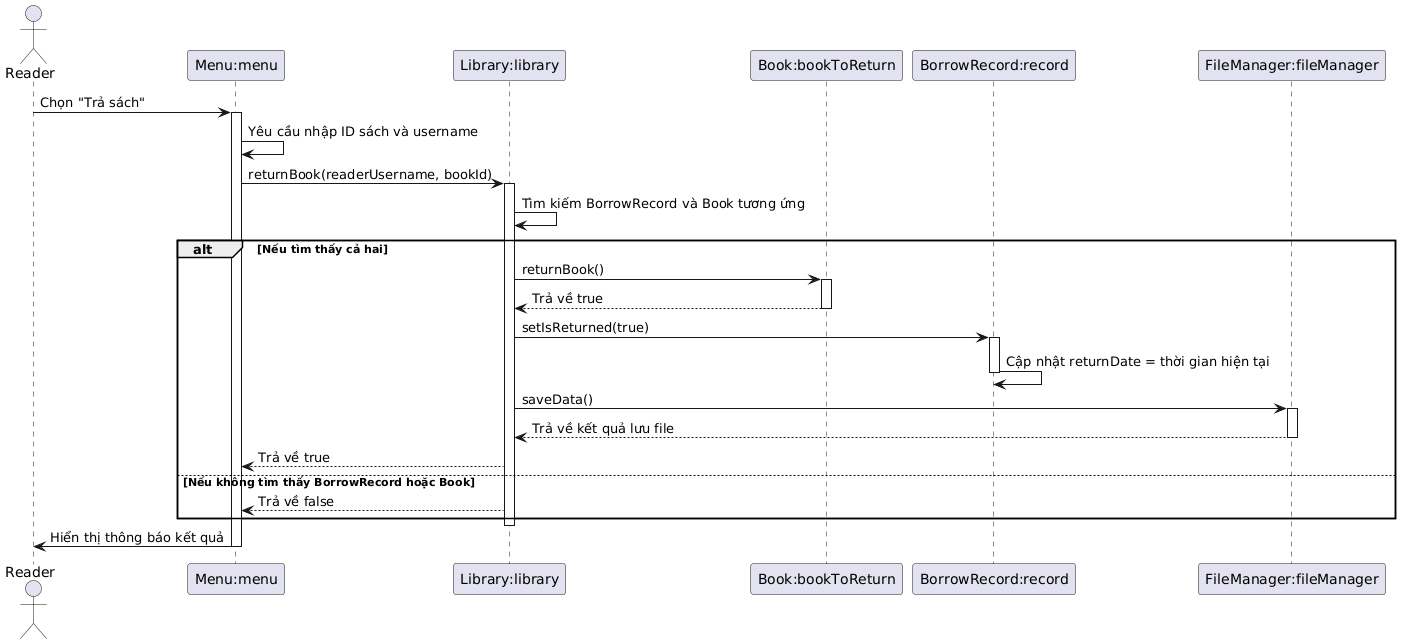 Reader
Menu:menu
Library:library
Book:bookToReturn
BorrowRecord:record
FileManager:fileManager
Chọn "Trả sách"
Yêu cầu nhập ID sách và username
returnBook(readerUsername, bookId)
Tìm kiếm BorrowRecord và Book tương ứng
alt
[Nếu tìm thấy cả hai]
returnBook()
Trả về true
setIsReturned(true)
Cập nhật returnDate = thời gian hiện tại
saveData()
Trả về kết quả lưu file
Trả về true
[Nếu không tìm thấy BorrowRecord hoặc Book]
Trả về false
Hiển thị thông báo kết quả
Reader
Menu:menu
Library:library
Book:bookToReturn
BorrowRecord:record
FileManager:fileManager